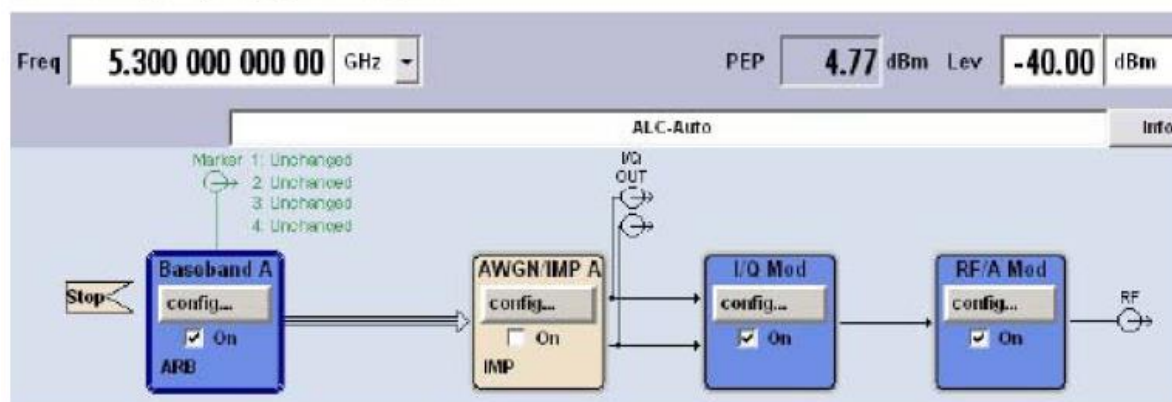 Freq 5.300 000 000 00 GHz PEP 4.77 dBm Lev -40.00 dBm
ALC-Auto Info
Marker 1: Unchanged
2: Unchanged
3: Unchanged
4: Unchanged
I/Q
OUT
Baseband A AWGN/IMP A I/Q Mod RF/A Mod
Stop config... config... config... config... RF
On On On On
ARB IMP